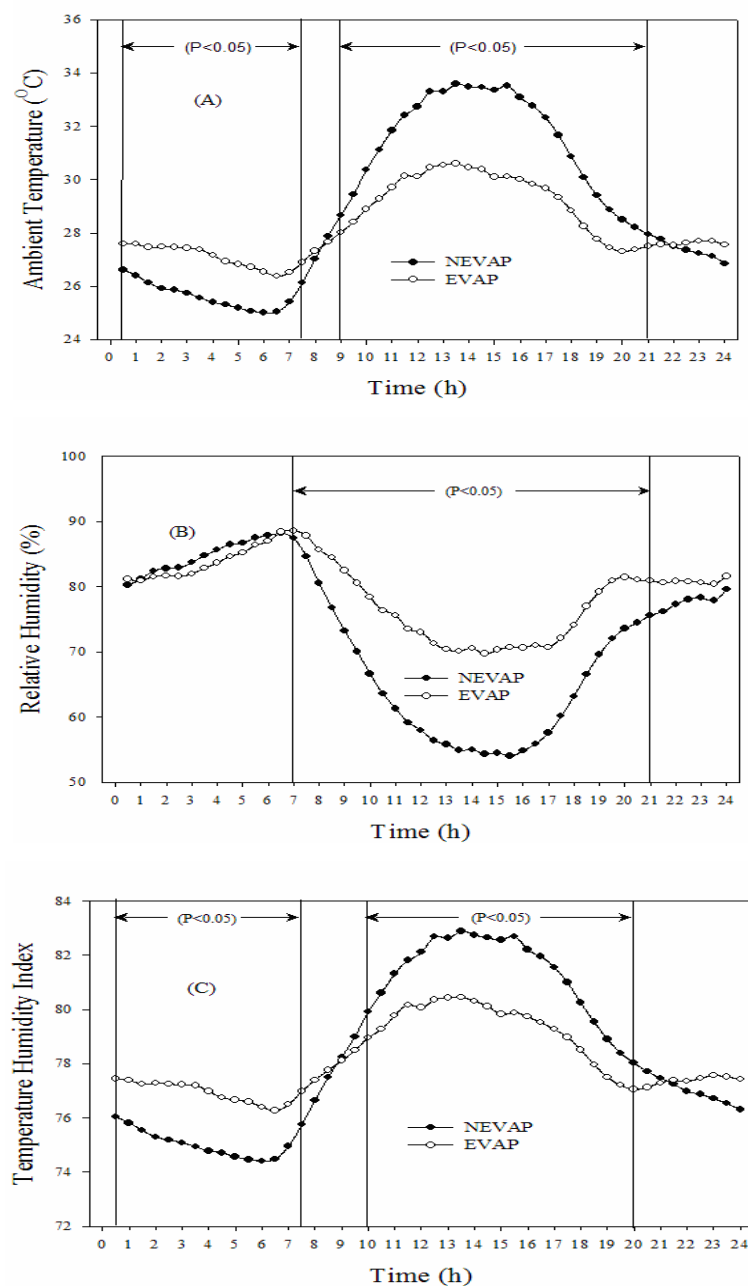 36
34
32
30
28
26
24
Ambient Temperature (⁰C)
(P<0.05)
(P<0.05)
(A)
NEVAP
EVAP
0 1 2 3 4 5 6 7 8 9 10 11 12 13 14 15 16 17 18 19 20 21 22 23 24
Time (h)
100
90
80
70
60
50
Relative Humidity (%)
(P<0.05)
(B)
NEVAP
EVAP
0 1 2 3 4 5 6 7 8 9 10 11 12 13 14 15 16 17 18 19 20 21 22 23 24
Time (h)
84
82
80
78
76
74
72
Temperature Humidity Index
(P<0.05)
(P<0.05)
(C)
NEVAP
EVAP
0 1 2 3 4 5 6 7 8 9 10 11 12 13 14 15 16 17 18 19 20 21 22 23 24
Time (h)